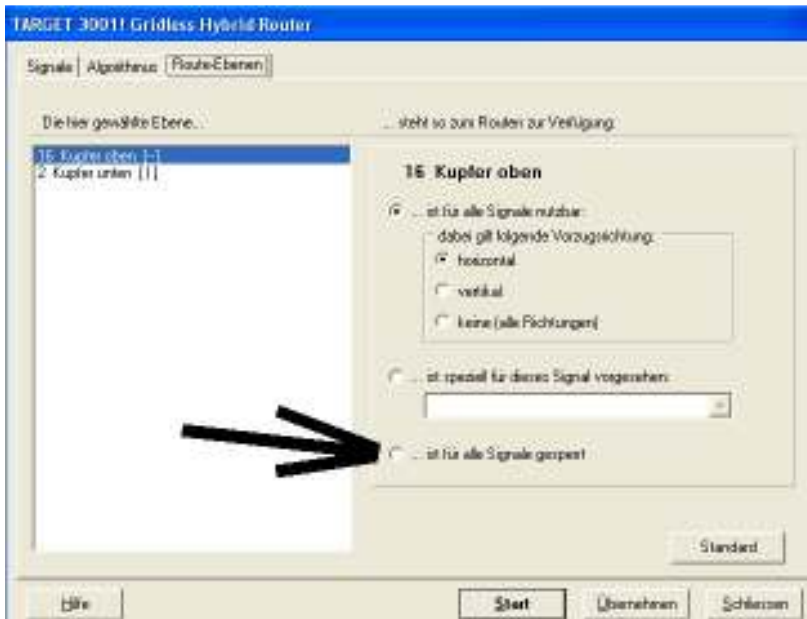 TARGET 3001! Gridless Hybrid Router
Signale Algorithmus Route-Ebenen
Die hier gewählte Ebene...
... steht so zum Routen zur Verfügung:
16 Kupfer oben [-]
2 Kupfer unten [|]
16 Kupfer oben
... ist für alle Signale nutzbar:
dabei gilt folgende Vorzugsrichtung:
horizontal
vertikal
keine (alle Richtungen)
... ist speziell für dieses Signal vorgesehen:
... ist für alle Signale gesperrt
Standard
Hilfe Start Übernehmen Schliessen